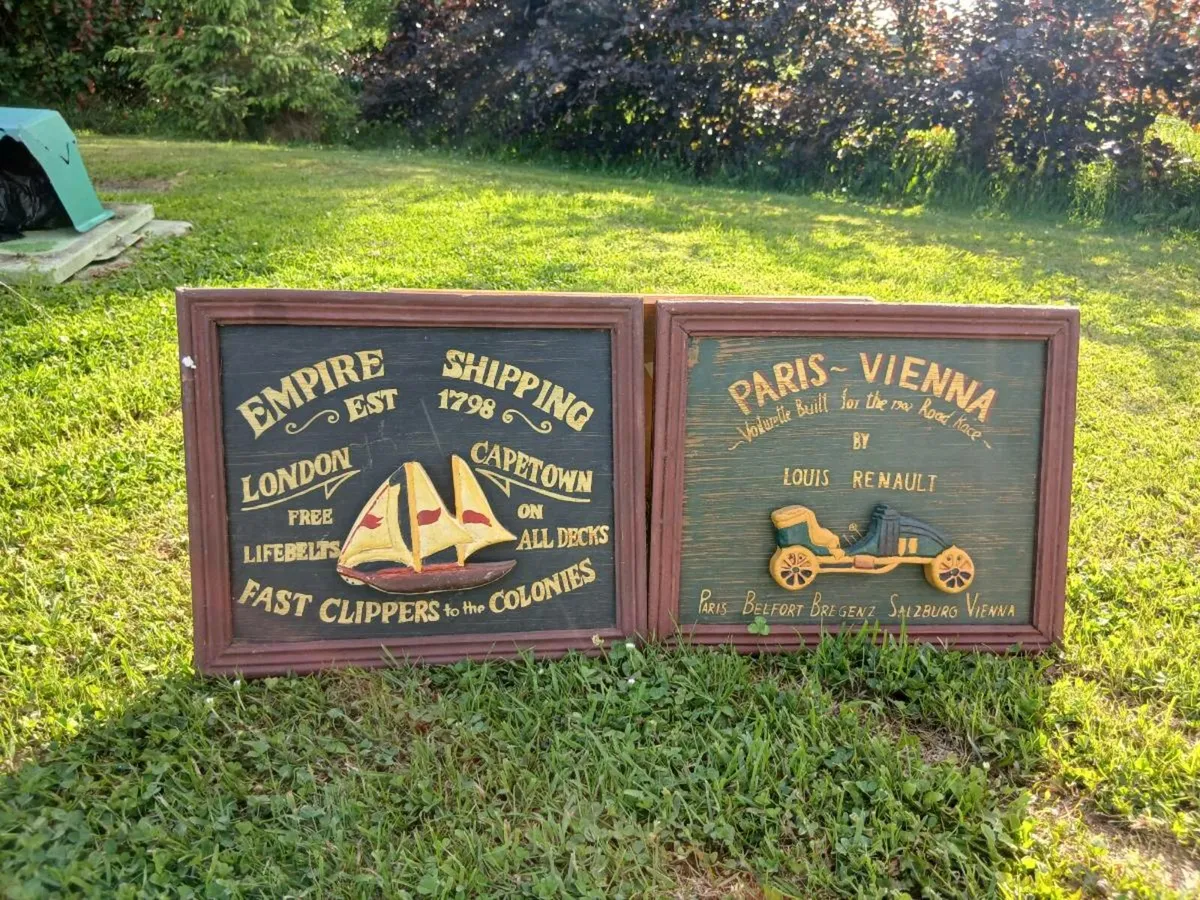 EMPIRE SHIPPING
EST 1798
LONDON CAPETOWN
FREE ON
LIFEBELTS ALL DECKS
FAST CLIPPERS to the COLONIES
PARIS ~ VIENNA
~ Voiturette Built for the 1902 Road Race ~
BY
LOUIS RENAULT
PARIS BELFORT BREGENZ SALZBURG VIENNA